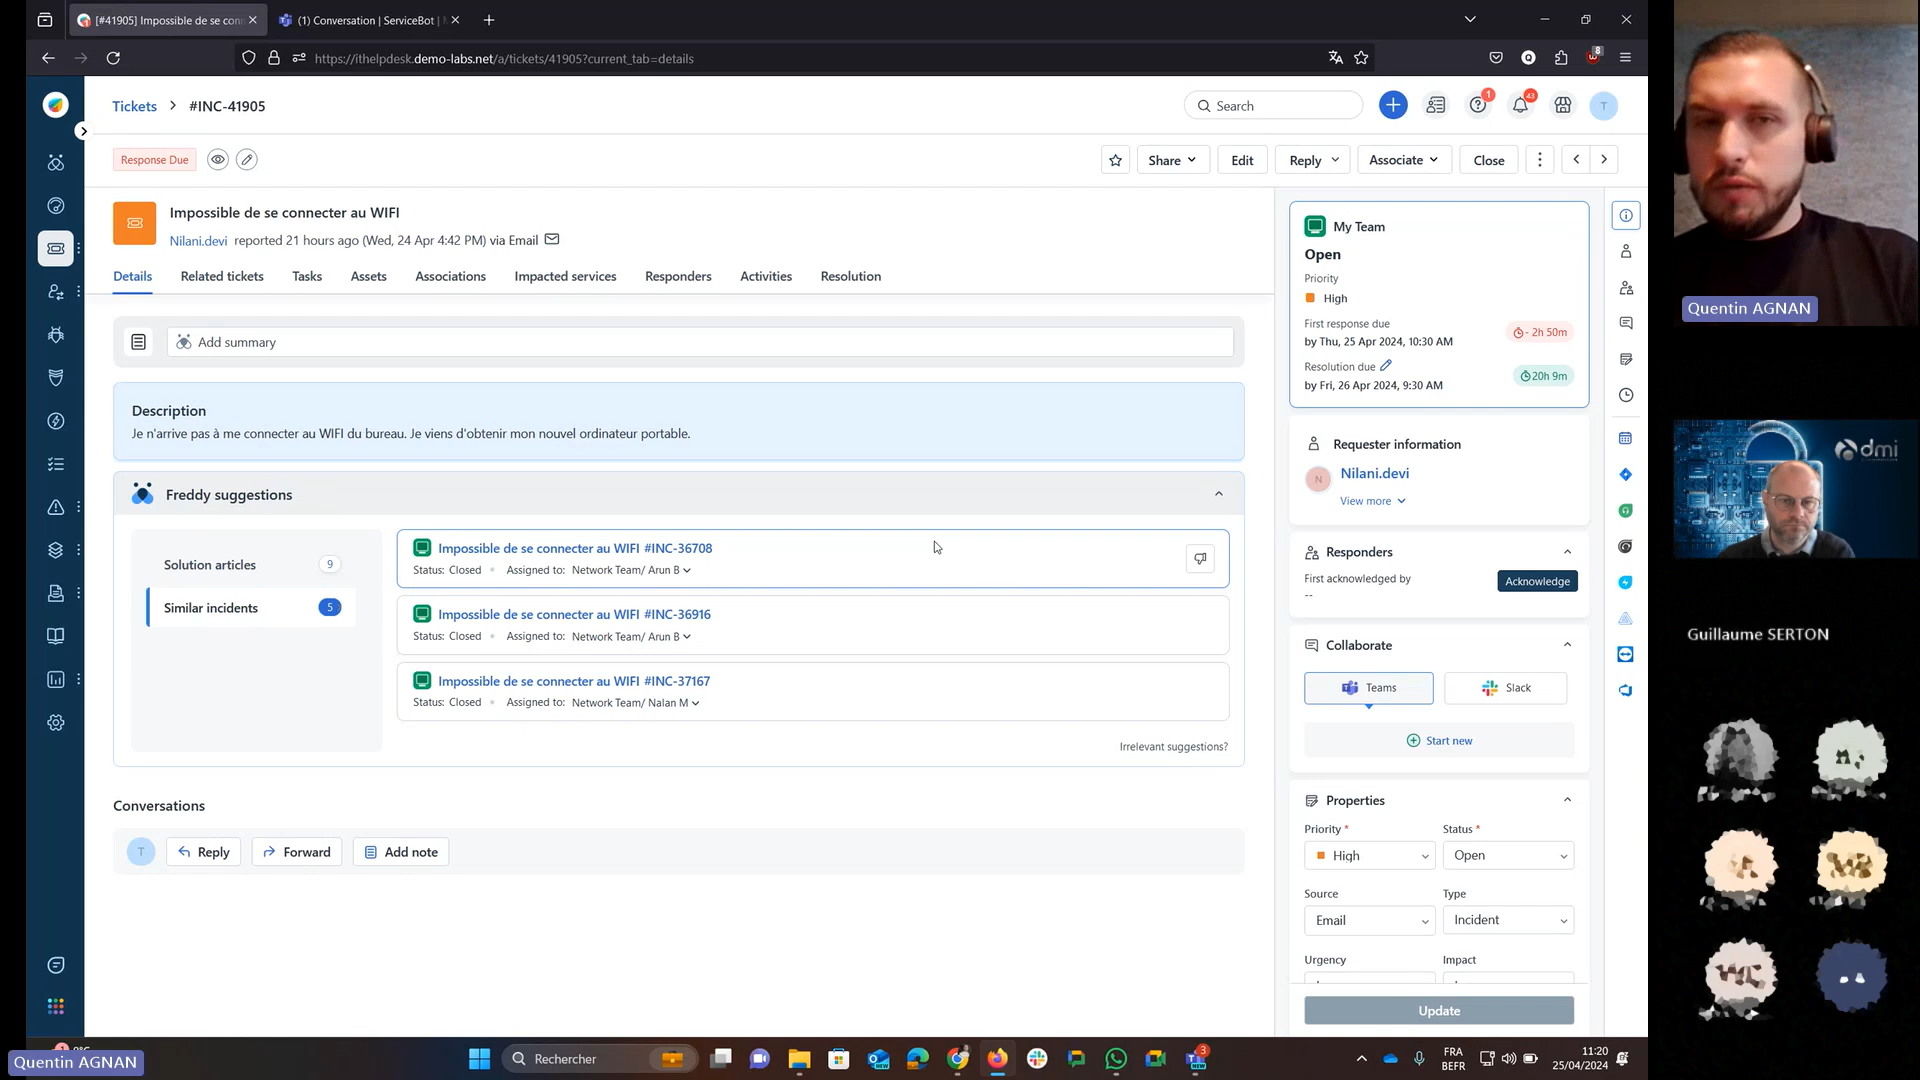 [#41905] Impossible de se con
(1) Conversation | ServiceBot |
https://ithelpdesk.demo-labs.net/a/tickets/41905?current_tab=details
8
Tickets > #INC-41905
Search
1
43
T
Response Due
Share
Edit
Reply
Associate
Close
Impossible de se connecter au WIFI
Nilani.devi reported 21 hours ago (Wed, 24 Apr 4:42 PM) via Email
Details
Related tickets
Tasks
Assets
Associations
Impacted services
Responders
Activities
Resolution
Add summary
Description
Je n'arrive pas à me connecter au WIFI du bureau. Je viens d'obtenir mon nouvel ordinateur portable.
Freddy suggestions
Solution articles 9
Similar incidents 5
Impossible de se connecter au WIFI #INC-36708
Status: Closed • Assigned to: Network Team/ Arun B
Impossible de se connecter au WIFI #INC-36916
Status: Closed • Assigned to: Network Team/ Arun B
Impossible de se connecter au WIFI #INC-37167
Status: Closed • Assigned to: Network Team/ Nalan M
Irrelevant suggestions?
Conversations
T
Reply
Forward
Add note
My Team
Open
Priority
High
First response due
by Thu, 25 Apr 2024, 10:30 AM
- 2h 50m
Resolution due
by Fri, 26 Apr 2024, 9:30 AM
20h 9m
Requester information
N
Nilani.devi
View more
Responders
First acknowledged by
--
Acknowledge
Collaborate
Teams
Slack
Start new
Properties
Priority *
Status *
High
Open
Source
Type
Email
Incident
Urgency
Impact
Update
Quentin AGNAN
dmi
Guillaume SERTON
Quentin AGNAN
Rechercher
NEW
NEW
3
FRA
BEFR
11:20
25/04/2024